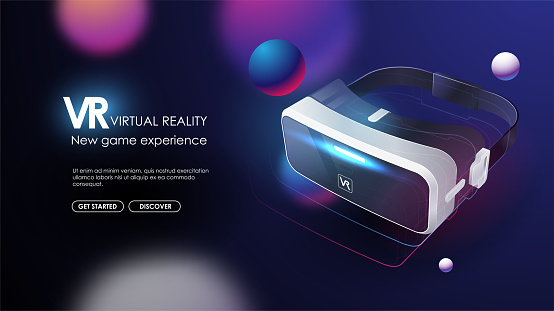 VR VIRTUAL REALITY
New game experience
Ut enim ad minim veniam, quis nostrud exercitation
ullamco laboris nisi ut aliquip ex ea commodo
consequat.
GET STARTED DISCOVER
VR